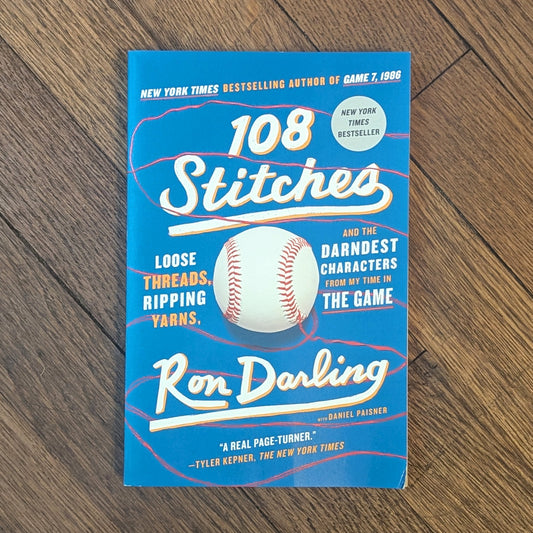 NEW YORK TIMES BESTSELLING AUTHOR OF GAME 7, 1986
NEW YORK
TIMES
BESTSELLER
108
Stitches
LOOSE
THREADS,
RIPPING
YARNS,
AND THE
DARNDEST
CHARACTERS
FROM MY TIME IN
THE GAME
Ron Darling
WITH DANIEL PAISNER
"A REAL PAGE-TURNER."
—TYLER KEPNER, THE NEW YORK TIMES